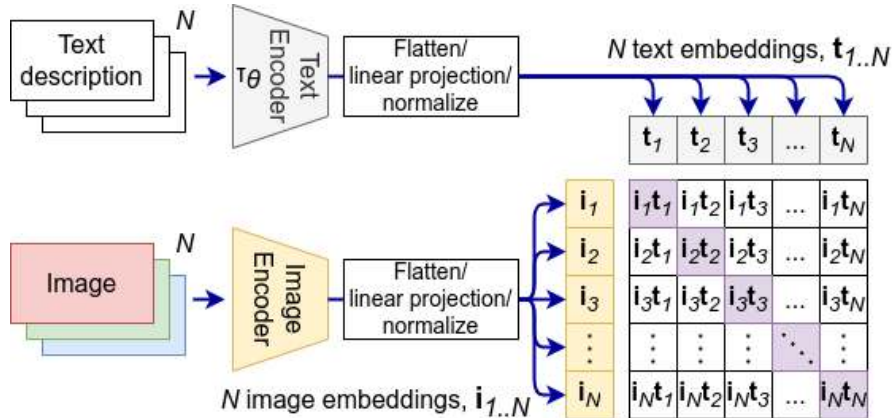 N
Text
description
Text
Encoder
τθ
Flatten/
linear projection/
normalize
N text embeddings, t1..N
t1 t2 t3 ... tN
N
Image
Image
Encoder
Flatten/
linear projection/
normalize
N image embeddings, i1..N
i1 i1t1 i1t2 i1t3 ... i1tN
i2 i2t1 i2t2 i2t3 ... i2tN
i3 i3t1 i3t2 i3t3 ... i3tN
⋮ ⋮ ⋮ ⋮ ⋱ ⋮
iN iNt1 iNt2 iNt3 ... iNtN